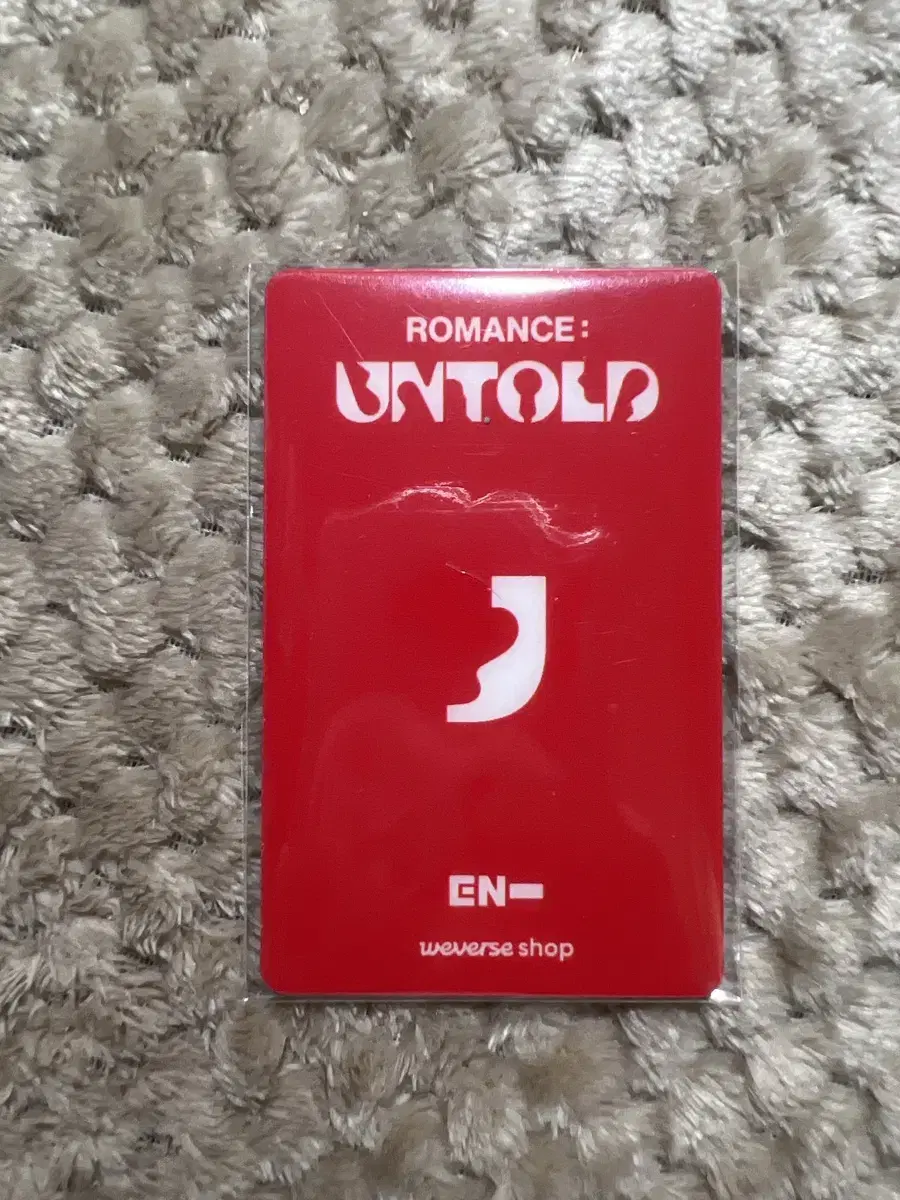 ROMANCE:
UNTOLD
J
EN-
weverse shop